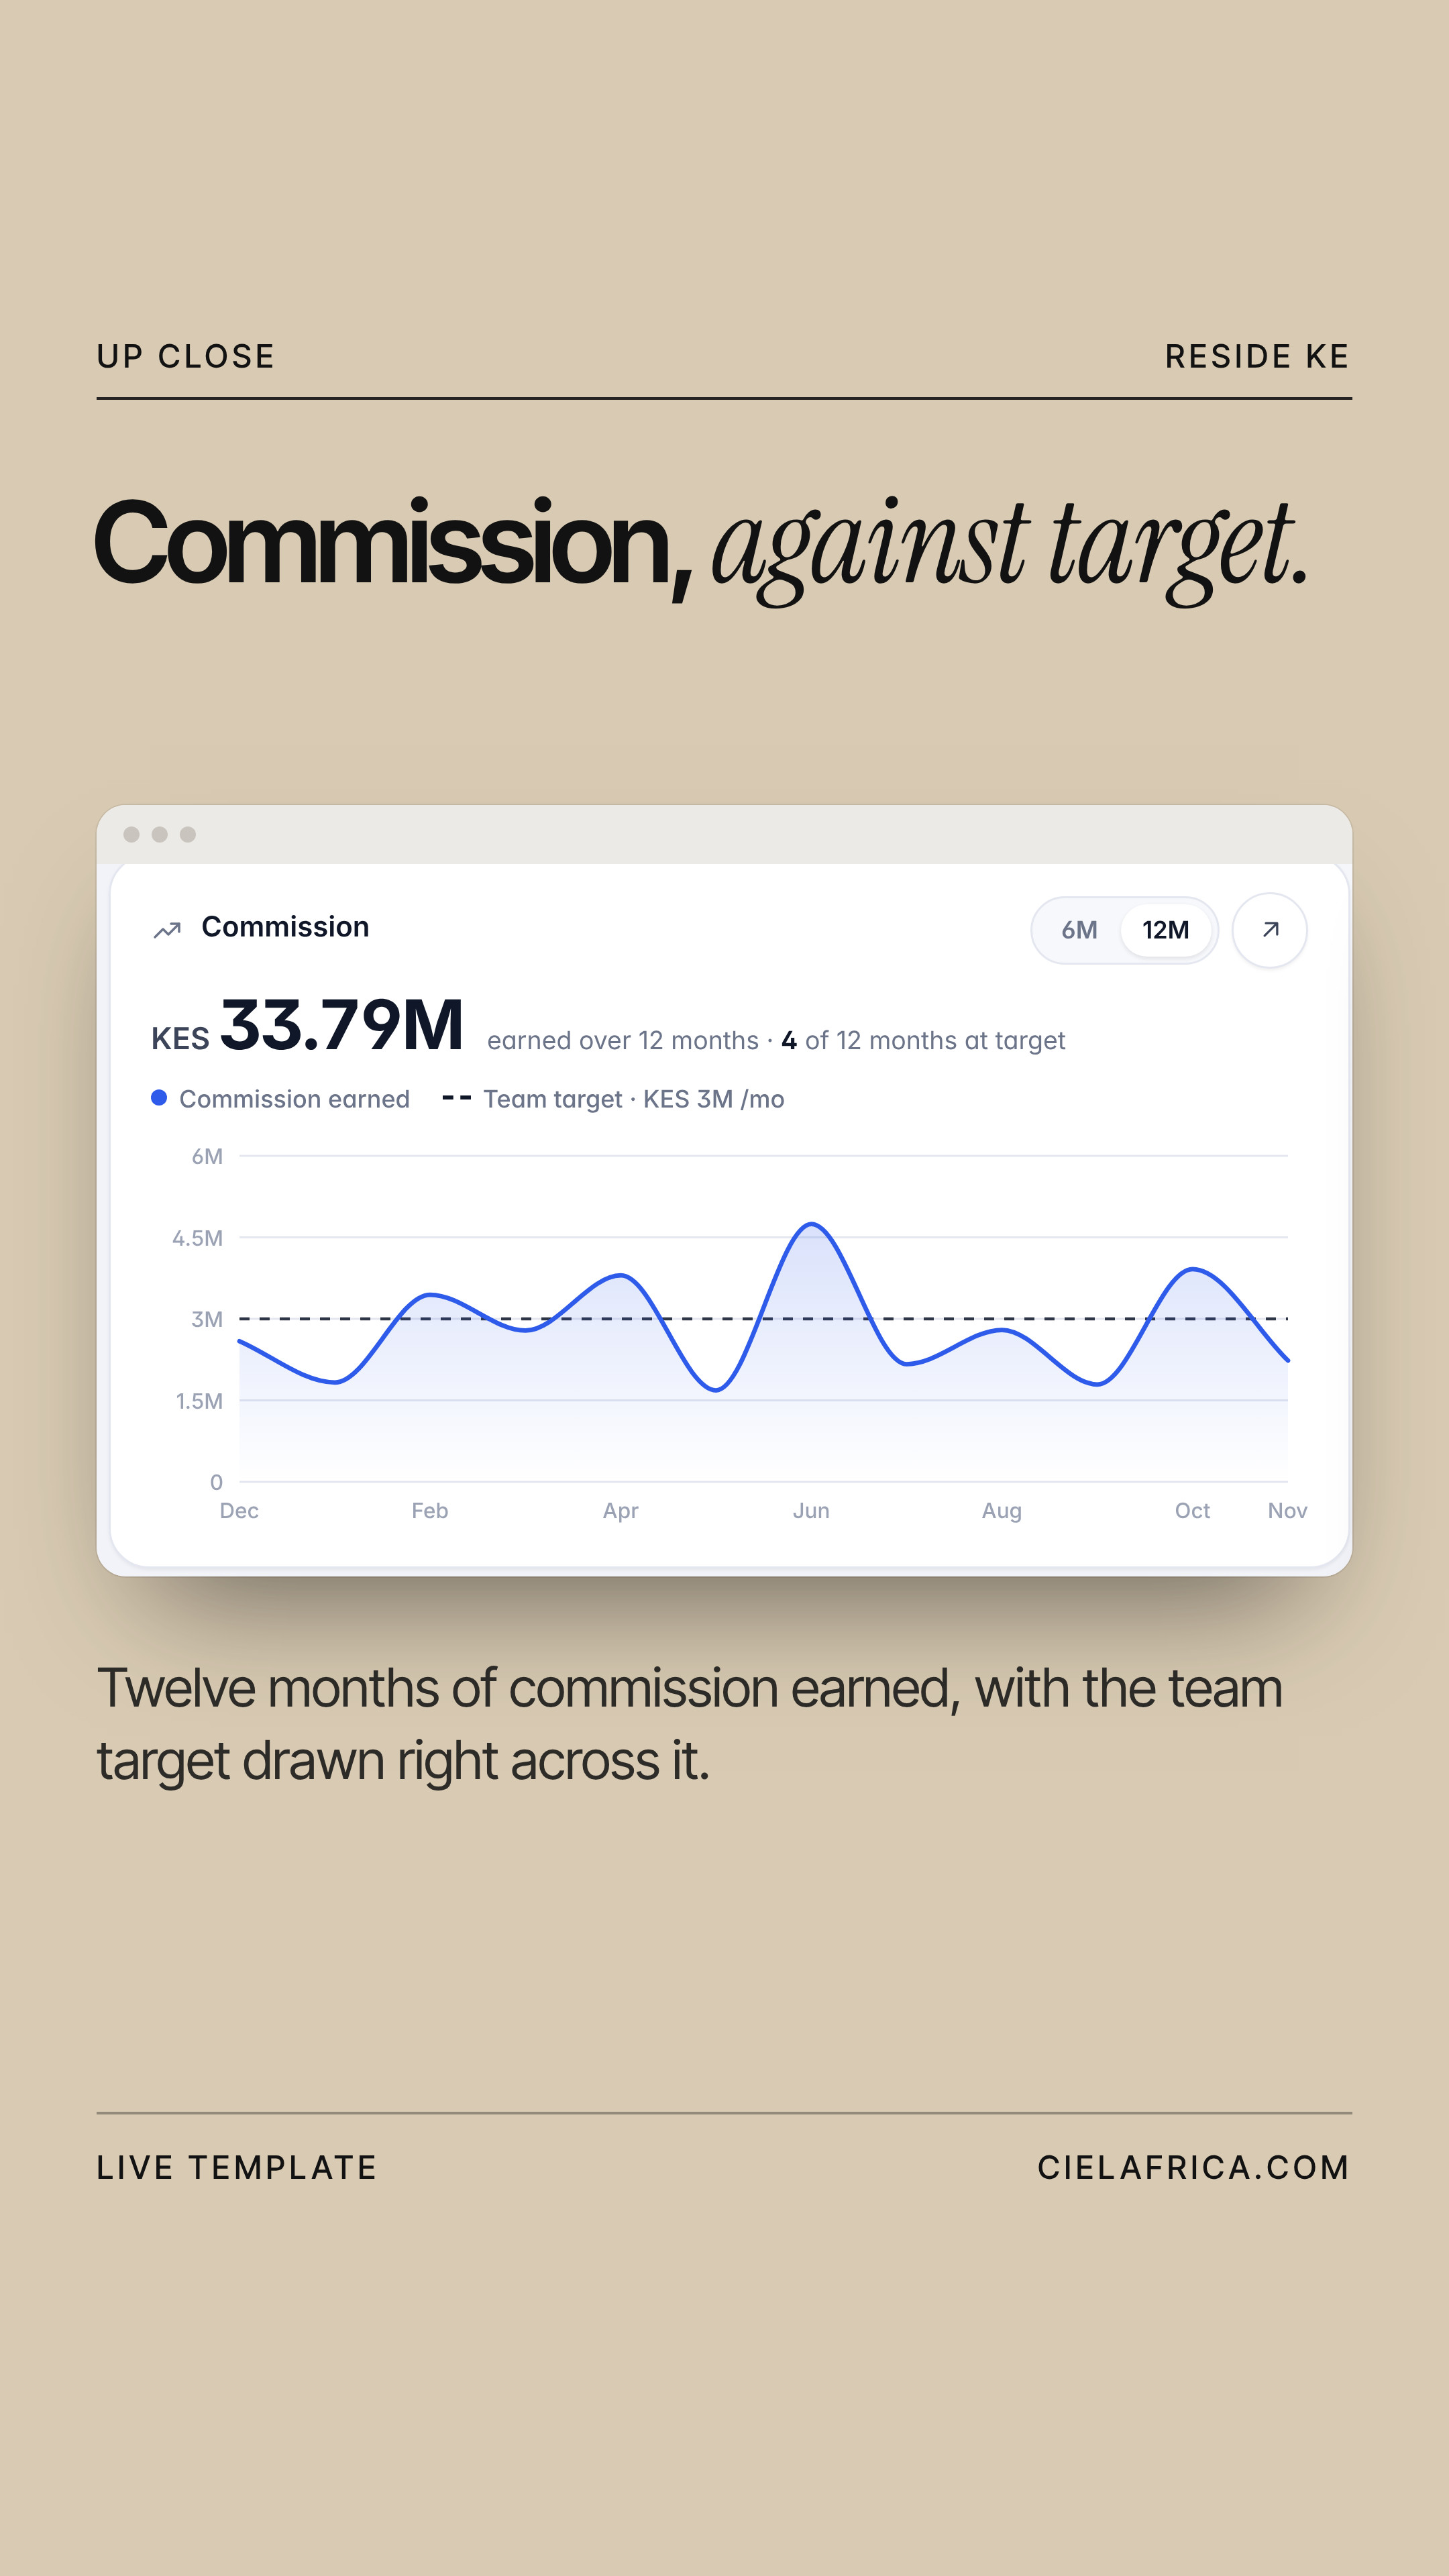 UP CLOSE
RESIDE KE
Commission, against target.
Commission
6M
12M
KES 33.79M earned over 12 months · 4 of 12 months at target
Commission earned
Team target · KES 3M /mo
6M
4.5M
3M
1.5M
0
Dec
Feb
Apr
Jun
Aug
Oct
Nov
Twelve months of commission earned, with the team
target drawn right across it.
LIVE TEMPLATE
CIELAFRICA.COM